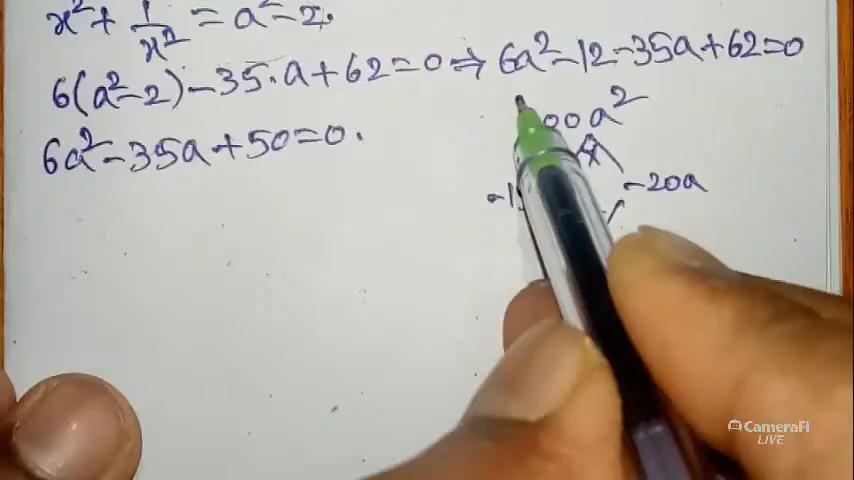 x² + 1/x² = a² - 2.
6(a² - 2) - 35·a + 62 = 0 ⇒ 6a² - 12 - 35a + 62 = 0
6a² - 35a + 50 = 0.
00a²
-20a
CameraFi
LIVE